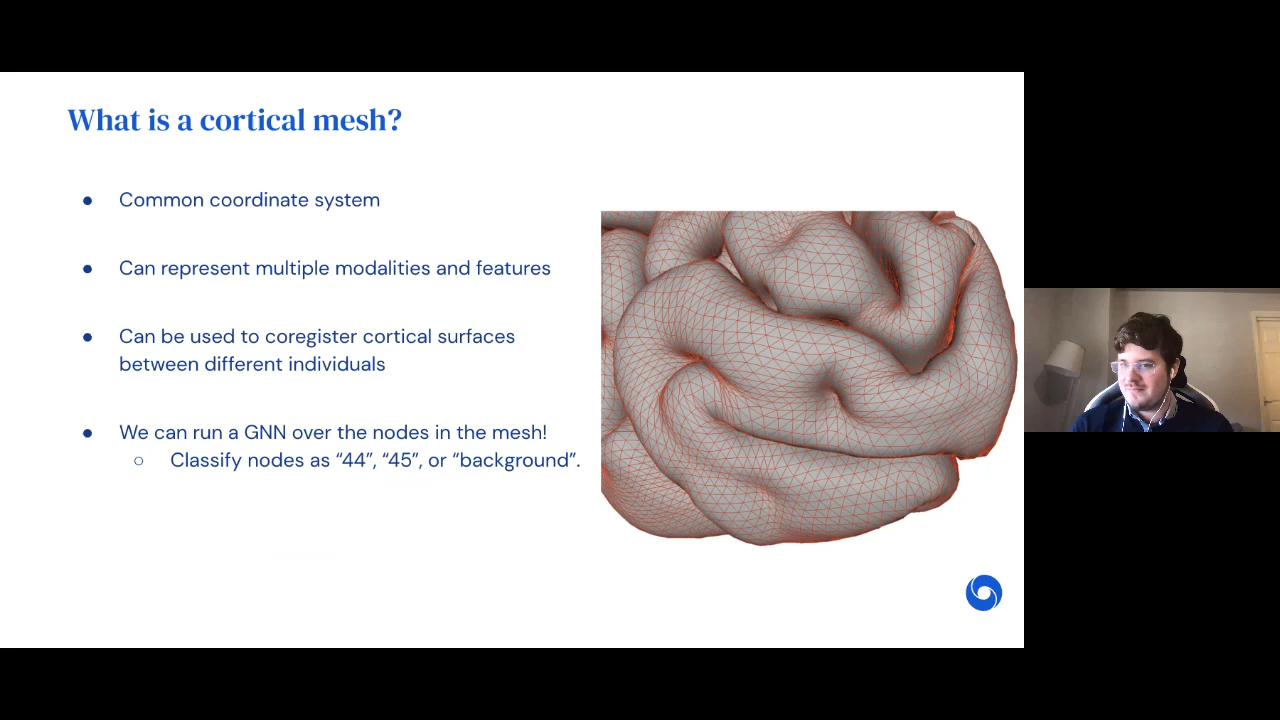 What is a cortical mesh?
● Common coordinate system
● Can represent multiple modalities and features
● Can be used to coregister cortical surfaces
between different individuals
● We can run a GNN over the nodes in the mesh!
○ Classify nodes as “44”, “45”, or “background”.